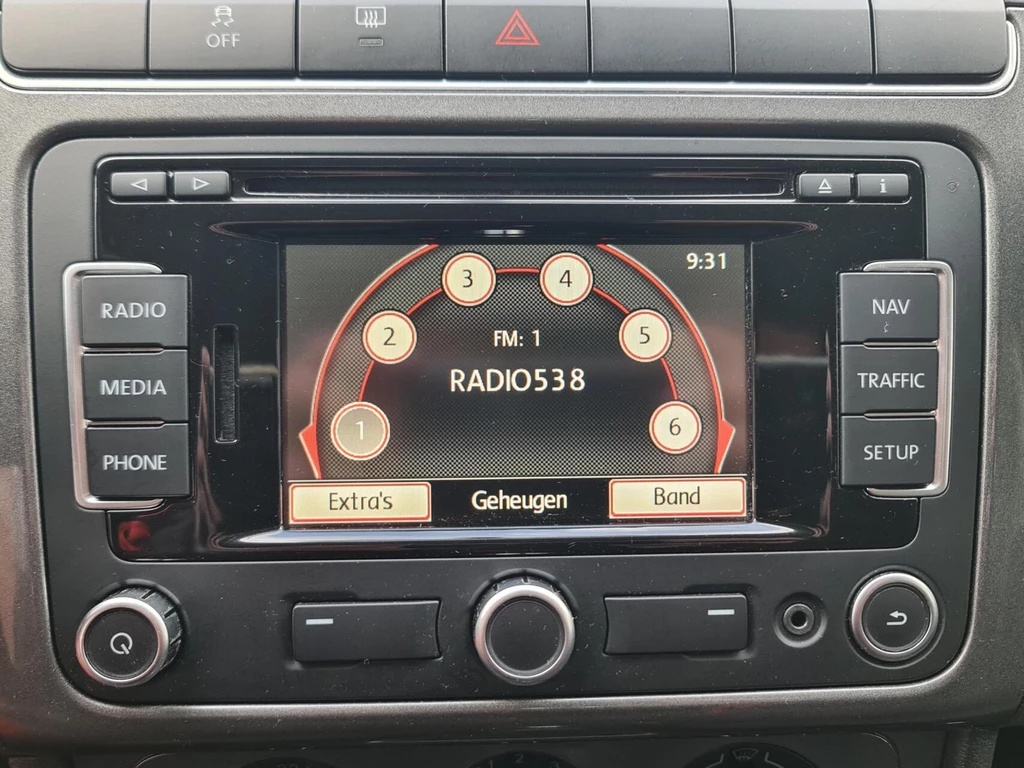 OFF
i
9:31
RADIO
MEDIA
PHONE
3 4
2 5
1 6
FM: 1
RADIO538
Extra's Geheugen Band
NAV
TRAFFIC
SETUP
2